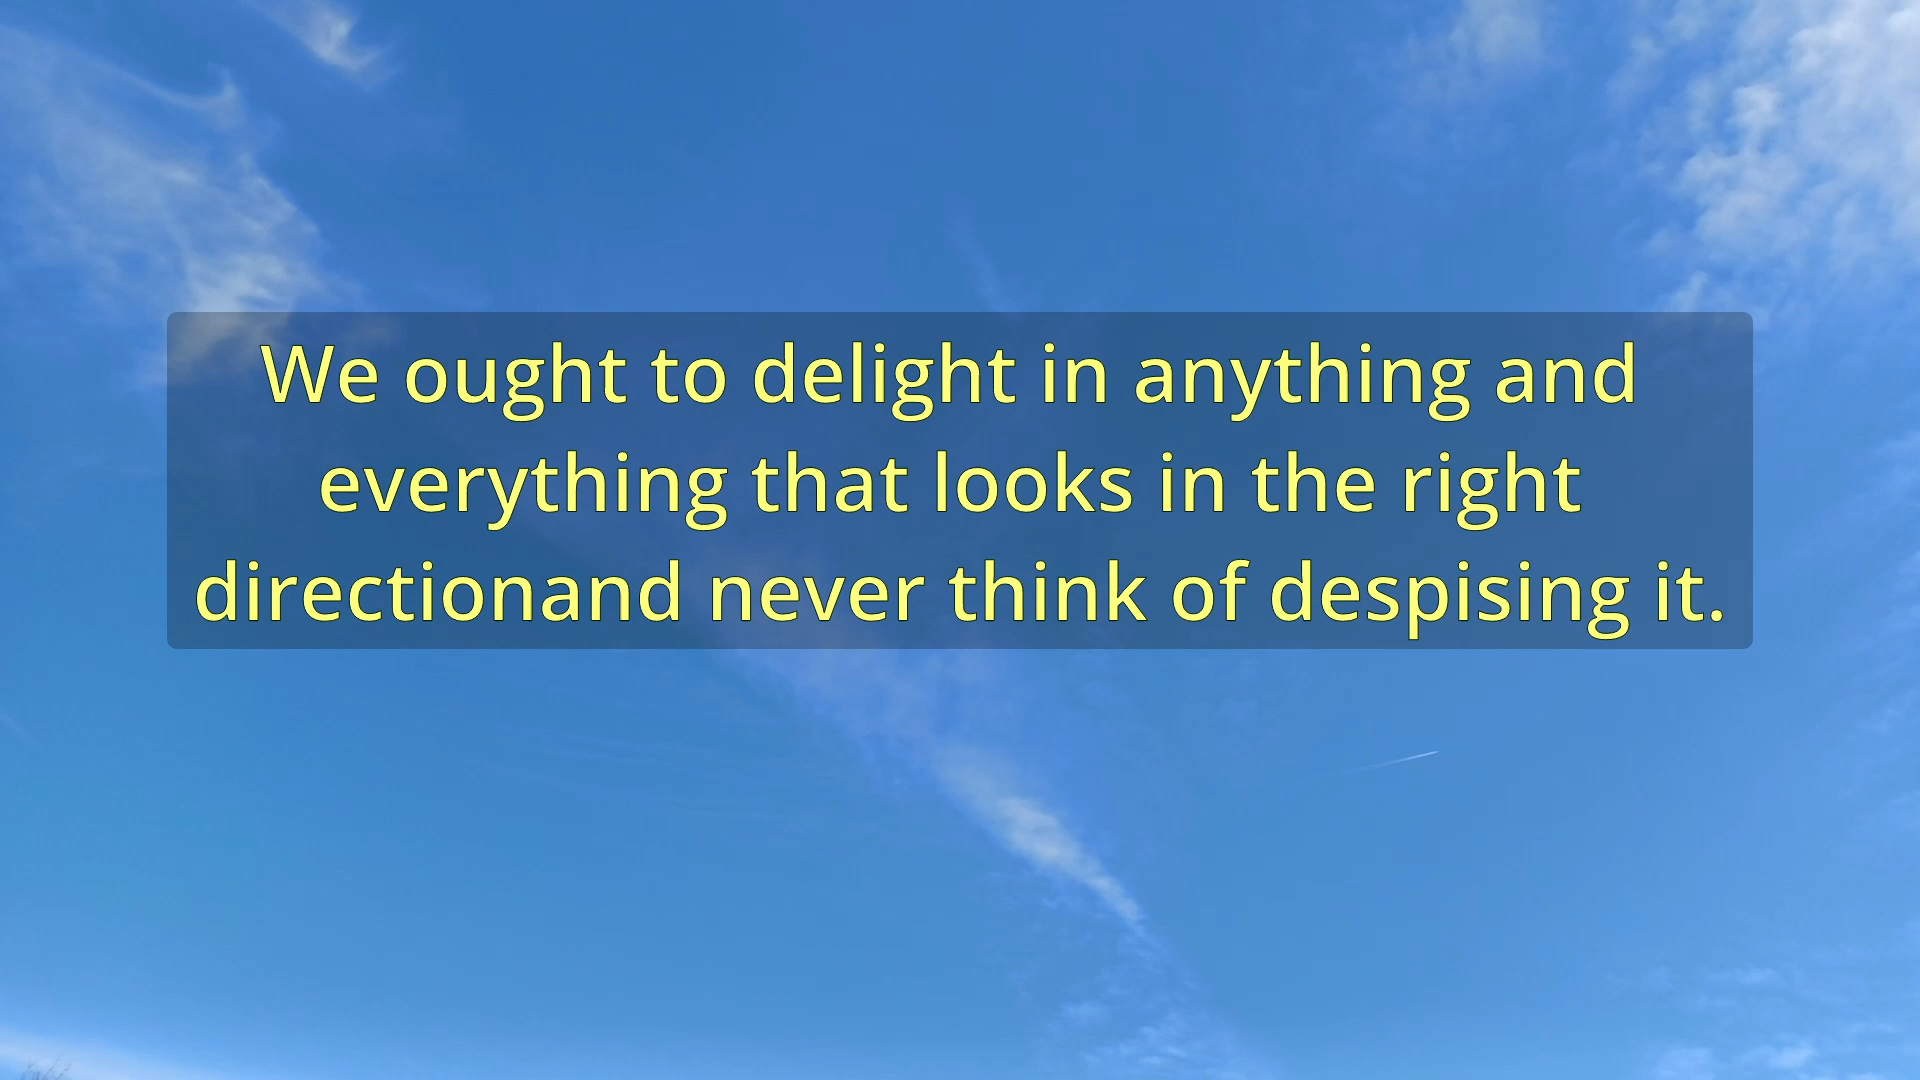 We ought to delight in anything and
everything that looks in the right
directionand never think of despising it.